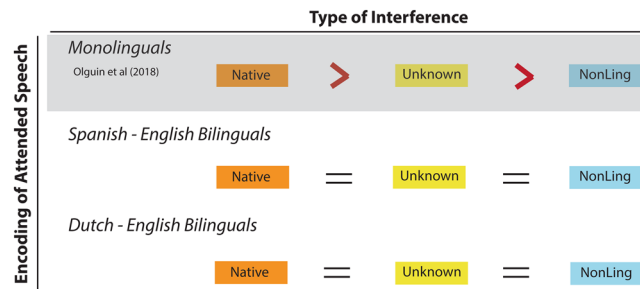 Type of Interference
Encoding of Attended Speech
Monolinguals
Olguin et al (2018)
Native > Unknown > NonLing
Spanish - English Bilinguals
Native = Unknown = NonLing
Dutch - English Bilinguals
Native = Unknown = NonLing